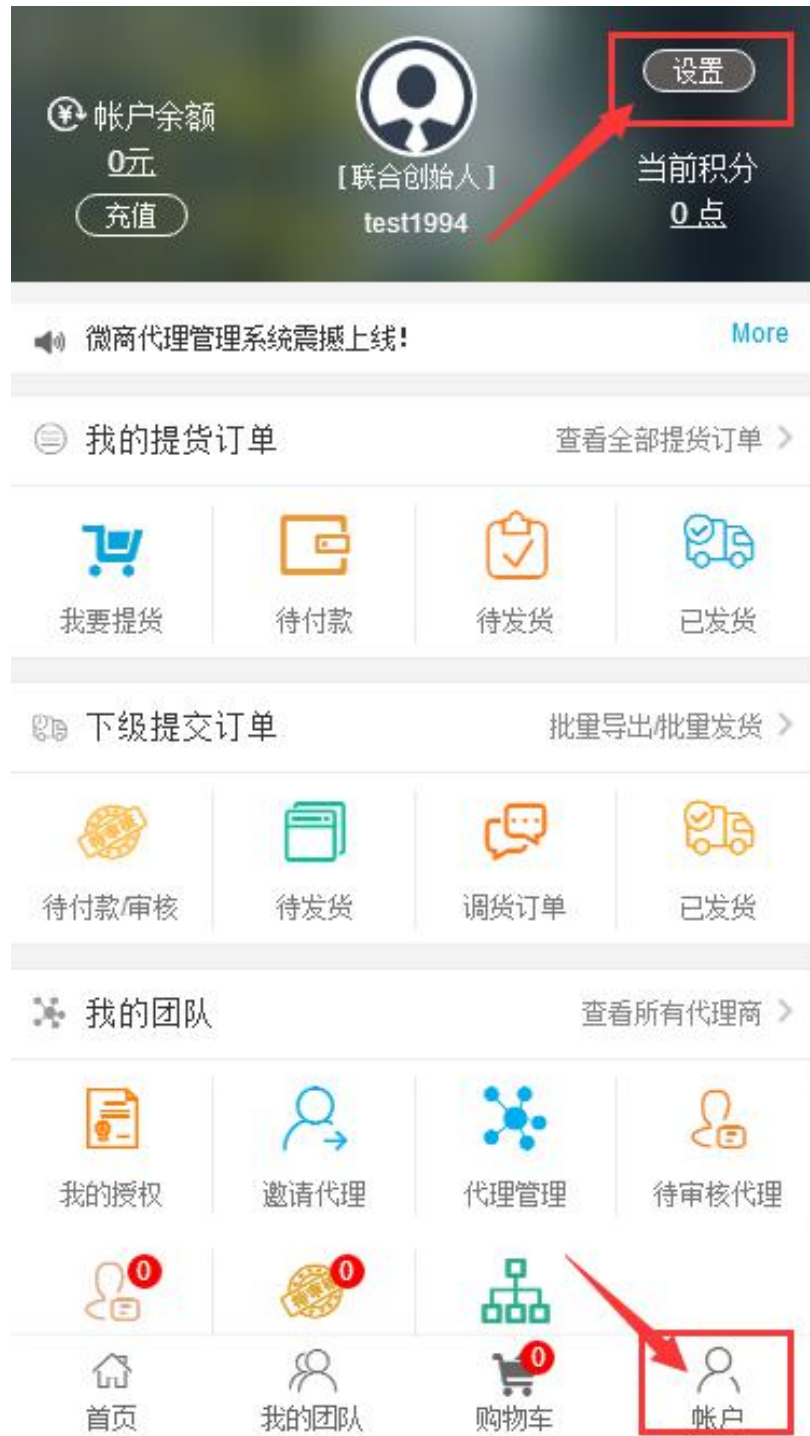 设置
帐户余额
0元
充值
[联合创始人]
test1994
当前积分
0 点
微商代理管理系统震撼上线!
More
我的提货订单
查看全部提货订单
我要提货
待付款
待发货
已发货
下级提交订单
批里导出/批里发货
待审核
待付款/审核
待发货
调货订单
已发货
我的团队
查看所有代理商
我的授权
邀请代理
代理管理
待审核代理
0
0
首页
我的团队
0
购物车
帐户